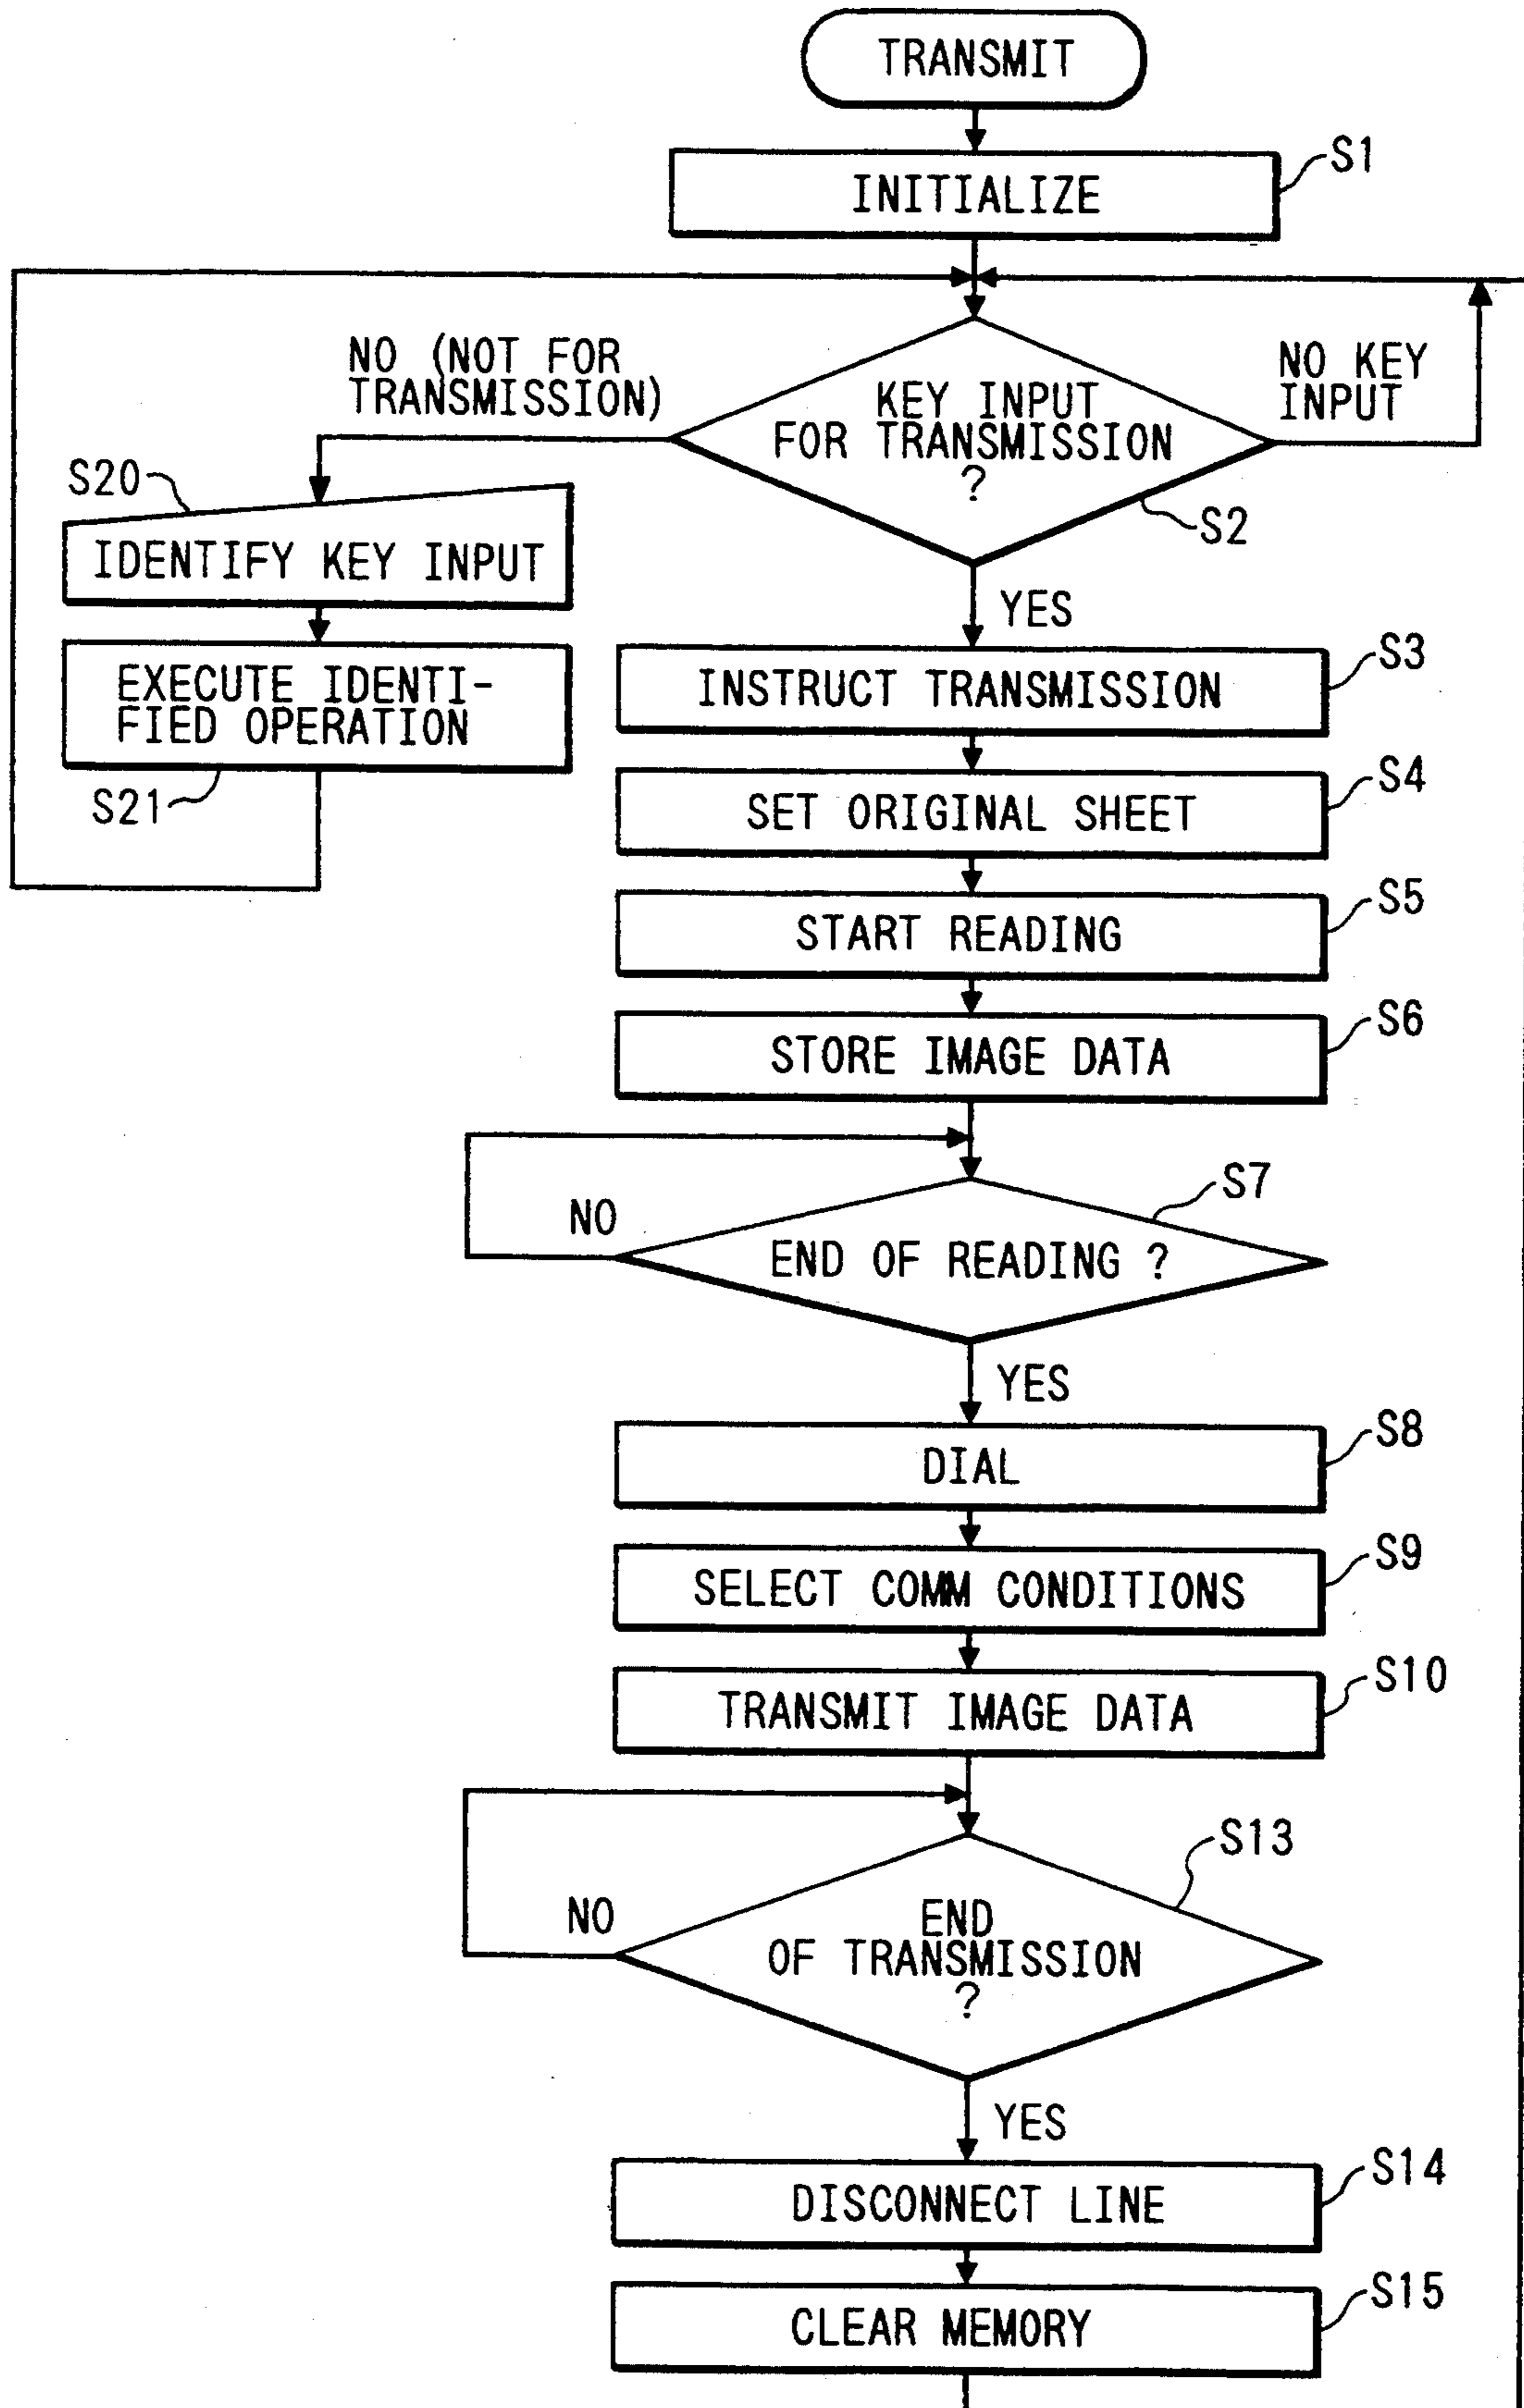 TRANSMIT
S1
INITIALIZE
NO (NOT FOR
TRANSMISSION)
KEY INPUT
FOR TRANSMISSION
?
NO KEY
INPUT
S2
S20
IDENTIFY KEY INPUT
YES
EXECUTE IDENTI-
FIED OPERATION
S21
S3
INSTRUCT TRANSMISSION
S4
SET ORIGINAL SHEET
S5
START READING
S6
STORE IMAGE DATA
S7
NO
END OF READING ?
YES
S8
DIAL
S9
SELECT COMM CONDITIONS
S10
TRANSMIT IMAGE DATA
S13
NO
END
OF TRANSMISSION
?
YES
S14
DISCONNECT LINE
S15
CLEAR MEMORY